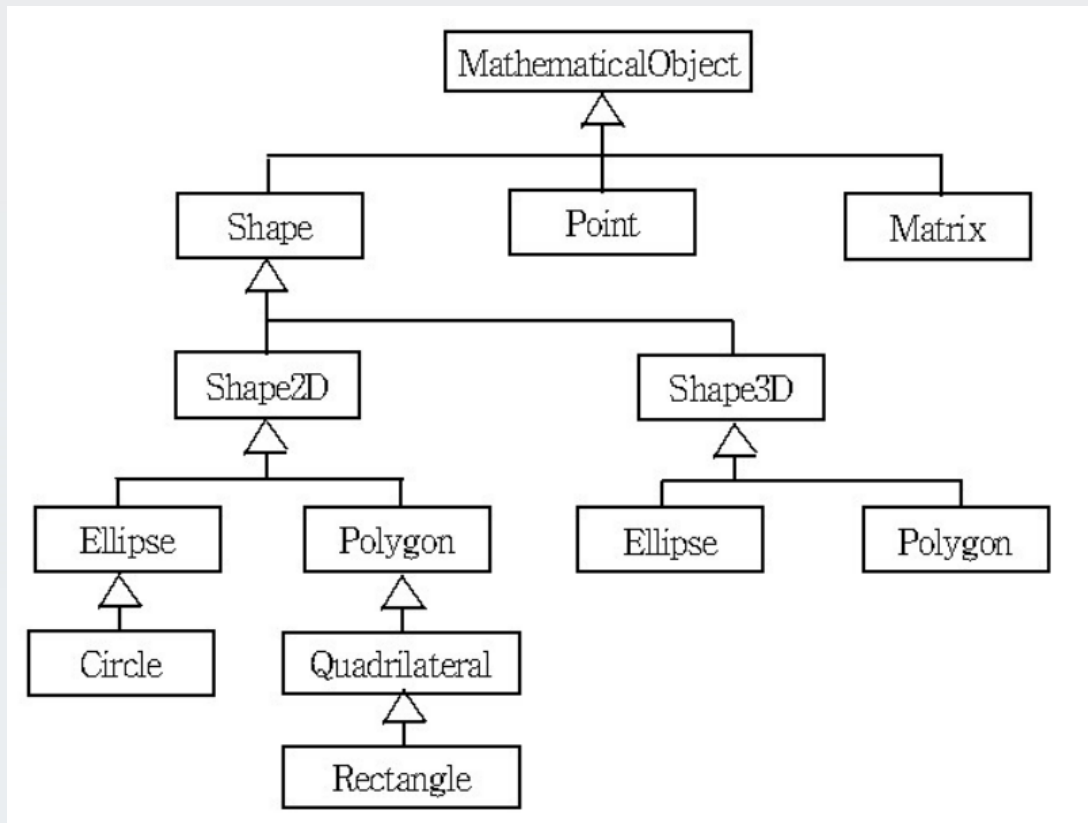 MathematicalObject
Shape
Point
Matrix
Shape2D
Shape3D
Ellipse
Polygon
Ellipse
Polygon
Circle
Quadrilateral
Rectangle